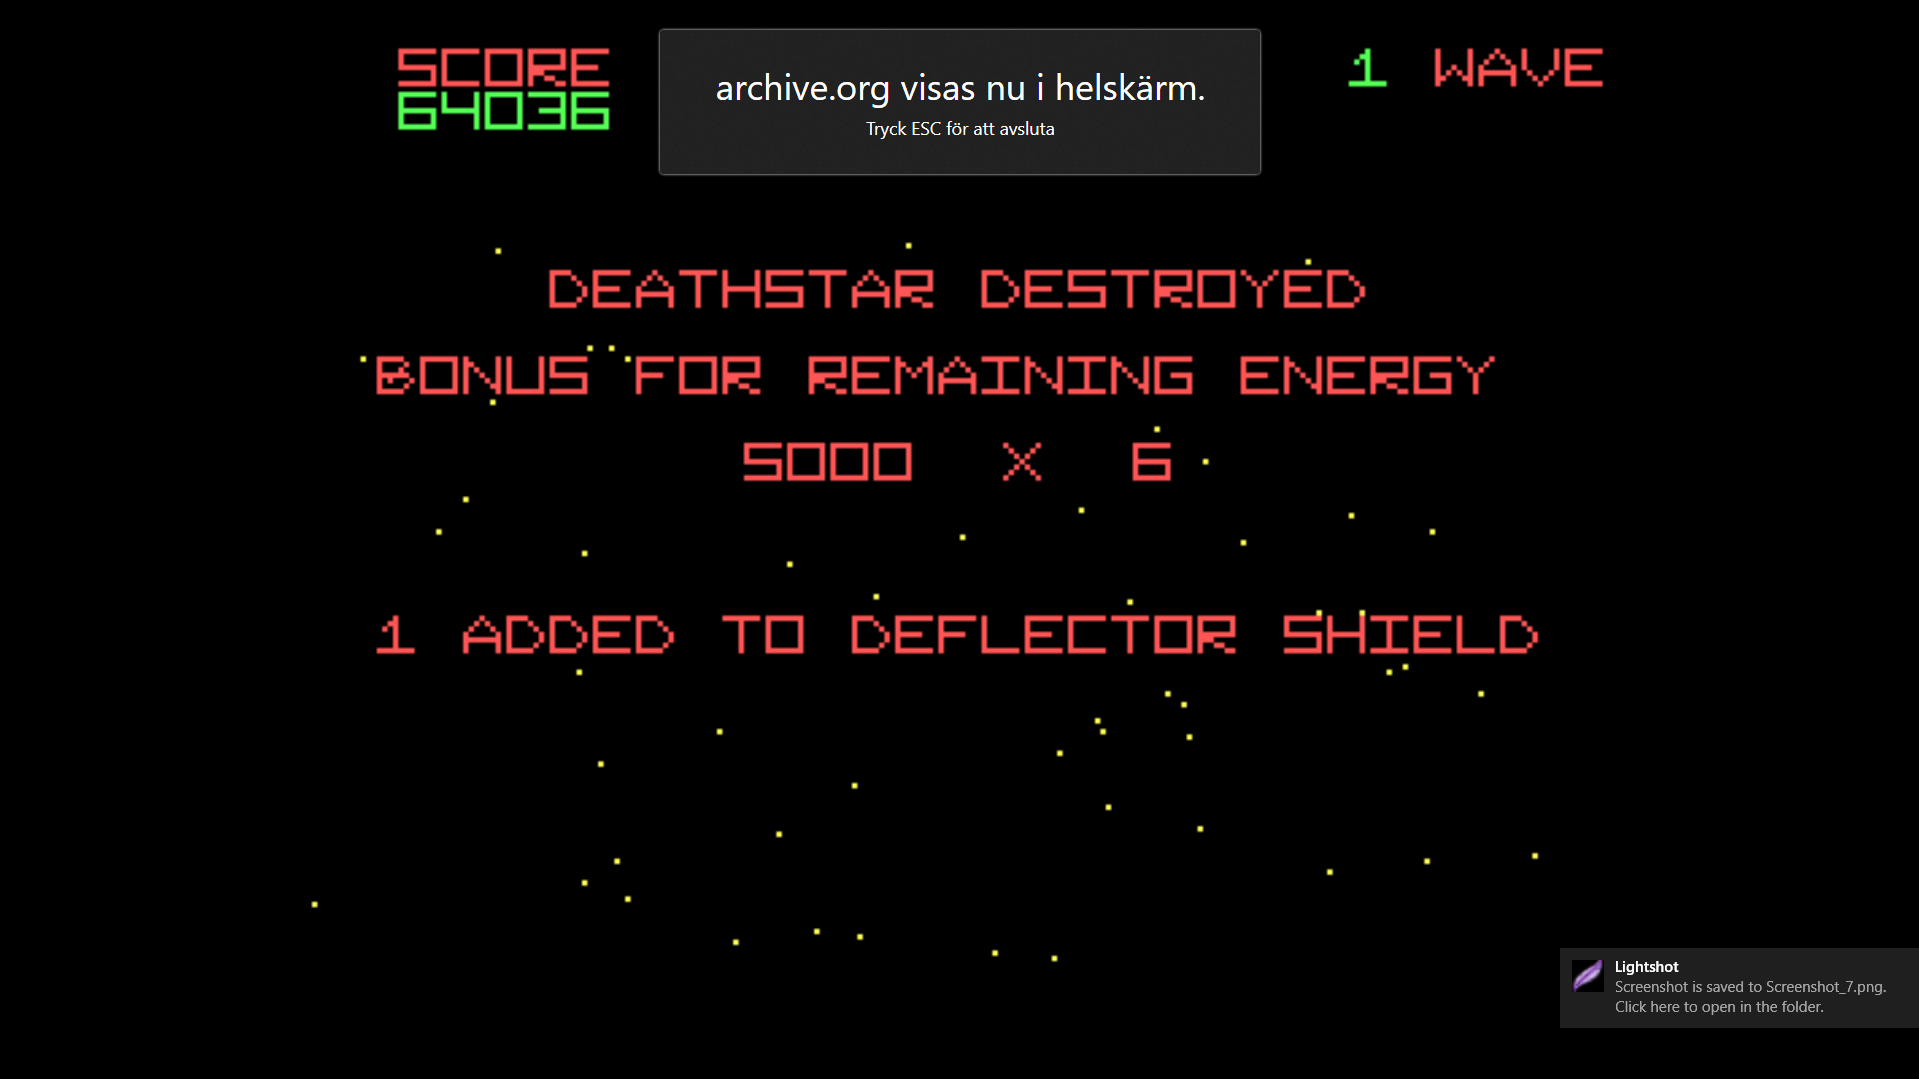 SCORE
64036
archive.org visas nu i helskärm.
Tryck ESC för att avsluta
1 WAVE
DEATHSTAR DESTROYED
BONUS FOR REMAINING ENERGY
5000 X 6
1 ADDED TO DEFLECTOR SHIELD
Lightshot
Screenshot is saved to Screenshot_7.png.
Click here to open in the folder.